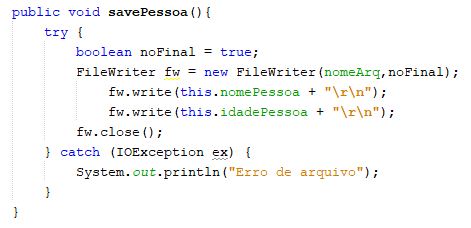 public void savePessoa(){
    try {
        boolean noFinal = true;
        FileWriter fw = new FileWriter(nomeArq,noFinal);
            fw.write(this.nomePessoa + "\r\n");
            fw.write(this.idadePessoa + "\r\n");
        fw.close();
    } catch (IOException ex) {
        System.out.println("Erro de arquivo");
    }
}